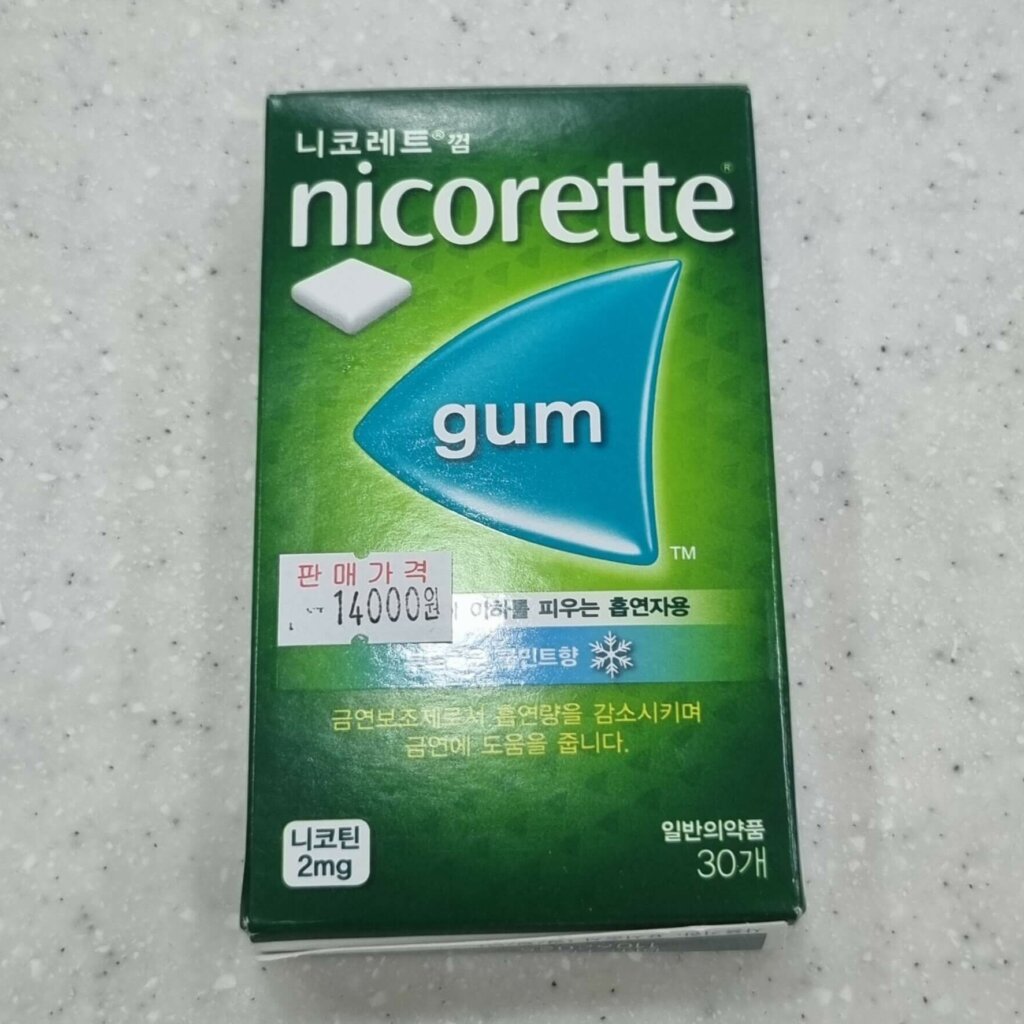 니코레트® 껌
nicorette®
gum
TM
판매가격
14000원
이하를 피우는 흡연자용
민트향
금연보조제로서 흡연량을 감소시키며
금연에 도움을 줍니다.
니코틴
2mg
일반의약품
30개